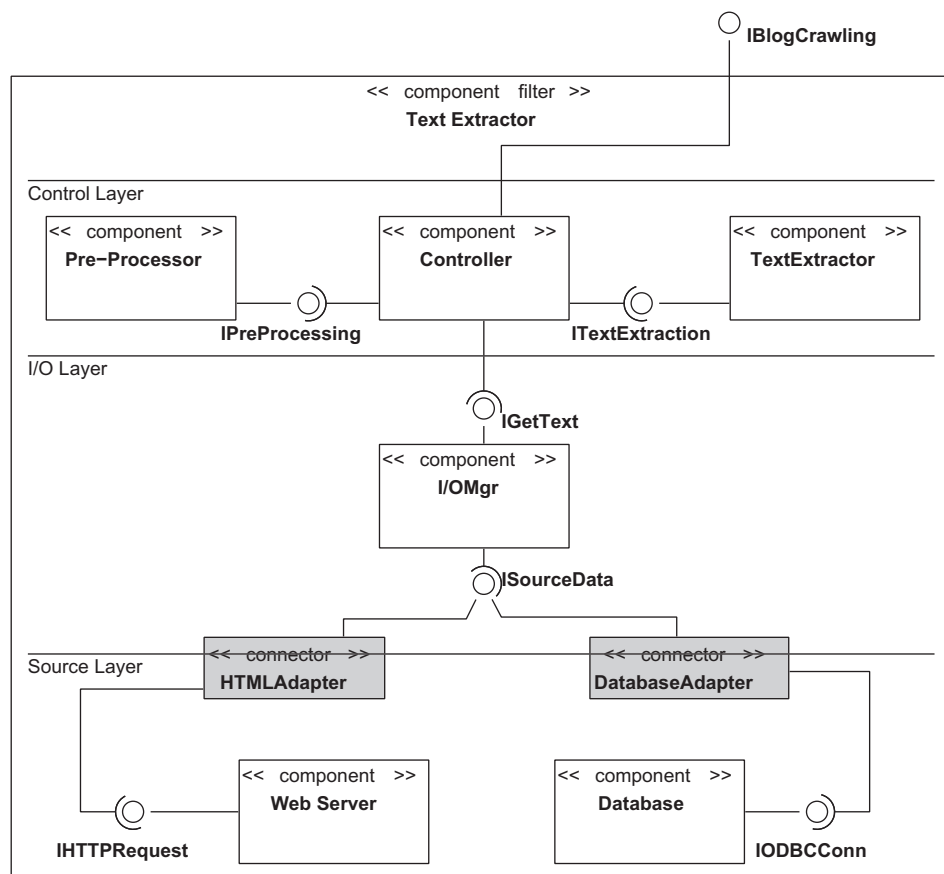 IBlogCrawling
<< component filter >>
Text Extractor
Control Layer
<< component >>
Pre−Processor
<< component >>
Controller
<< component >>
TextExtractor
IPreProcessing
ITextExtraction
I/O Layer
IGetText
<< component >>
I/OMgr
ISourceData
Source Layer
<< connector >>
HTMLAdapter
<< connector >>
DatabaseAdapter
<< component >>
Web Server
<< component >>
Database
IHTTPRequest
IODBCConn